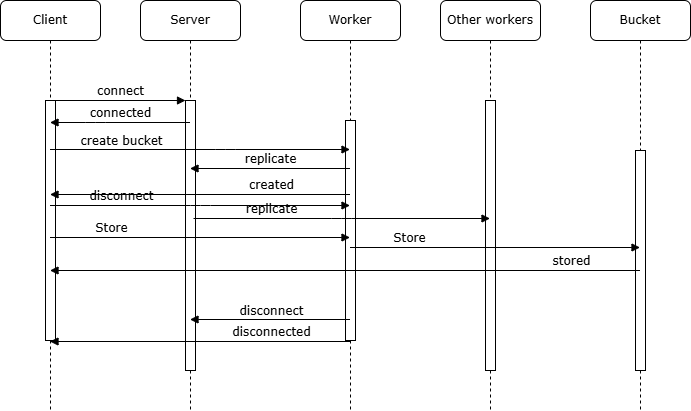 Client
Server
Worker
Other workers
Bucket
connect
connected
create bucket
replicate
created
disconnect
replicate
Store
Store
stored
disconnect
disconnected